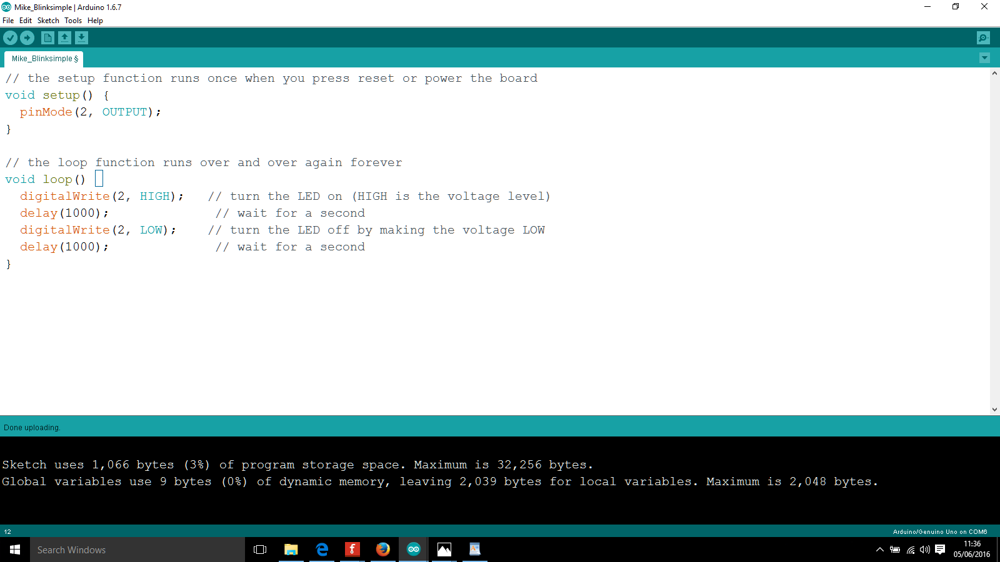 Mike_Blinksimple | Arduino 1.6.7
File Edit Sketch Tools Help
Mike_Blinksimple §
// the setup function runs once when you press reset or power the board
void setup() {
  pinMode(2, OUTPUT);
}
// the loop function runs over and over again forever
void loop()
  digitalWrite(2, HIGH);   // turn the LED on (HIGH is the voltage level)
  delay(1000);              // wait for a second
  digitalWrite(2, LOW);    // turn the LED off by making the voltage LOW
  delay(1000);              // wait for a second
}
Done uploading.
Sketch uses 1,066 bytes (3%) of program storage space. Maximum is 32,256 bytes.
Global variables use 9 bytes (0%) of dynamic memory, leaving 2,039 bytes for local variables. Maximum is 2,048 bytes.
12 Arduino/Genuino Uno on COM6
Search Windows
11:36
05/06/2016